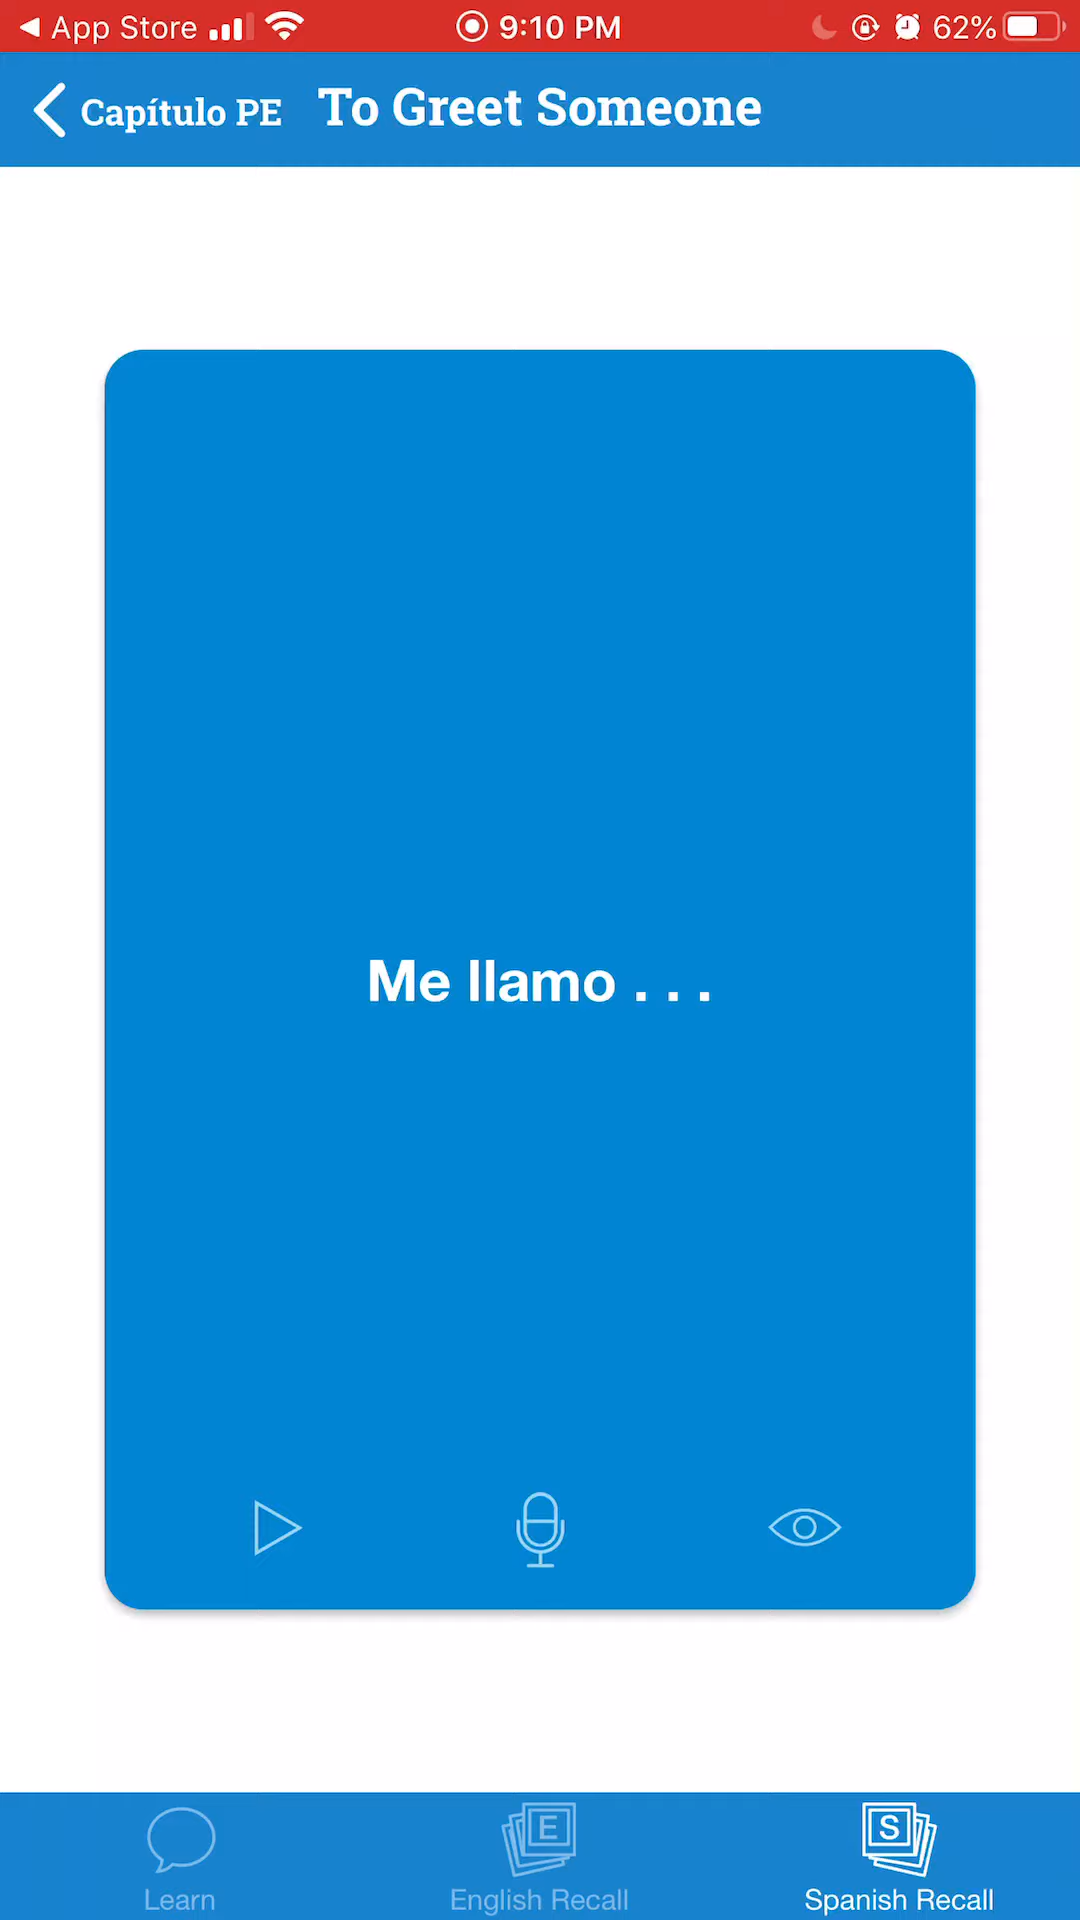 App Store 9:10 PM 62%
Capítulo PE To Greet Someone
Me llamo . . .
E S
Learn English Recall Spanish Recall